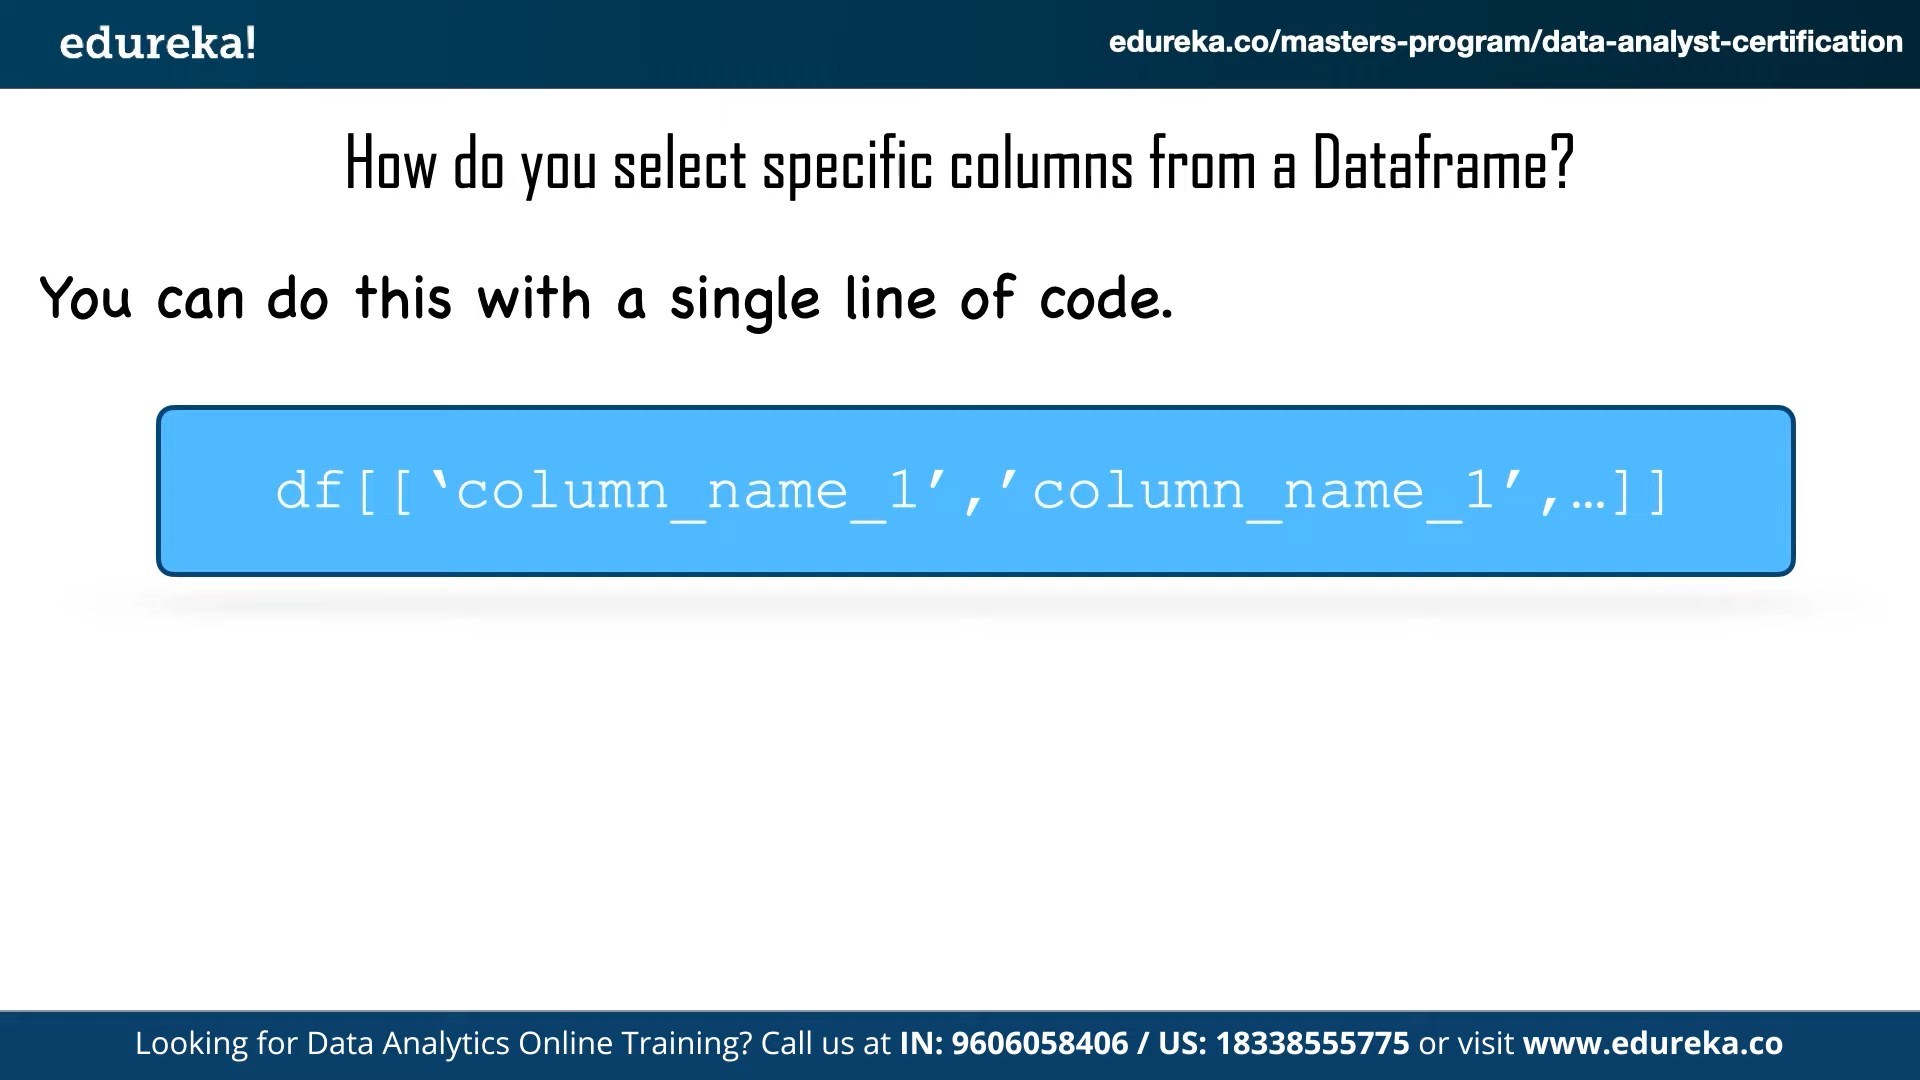 edureka!
edureka.co/masters-program/data-analyst-certification
How do you select specific columns from a Dataframe?
You can do this with a single line of code.
df[[‘column_name_1’,’column_name_1’,…]]
Looking for Data Analytics Online Training? Call us at IN: 9606058406 / US: 18338555775 or visit www.edureka.co